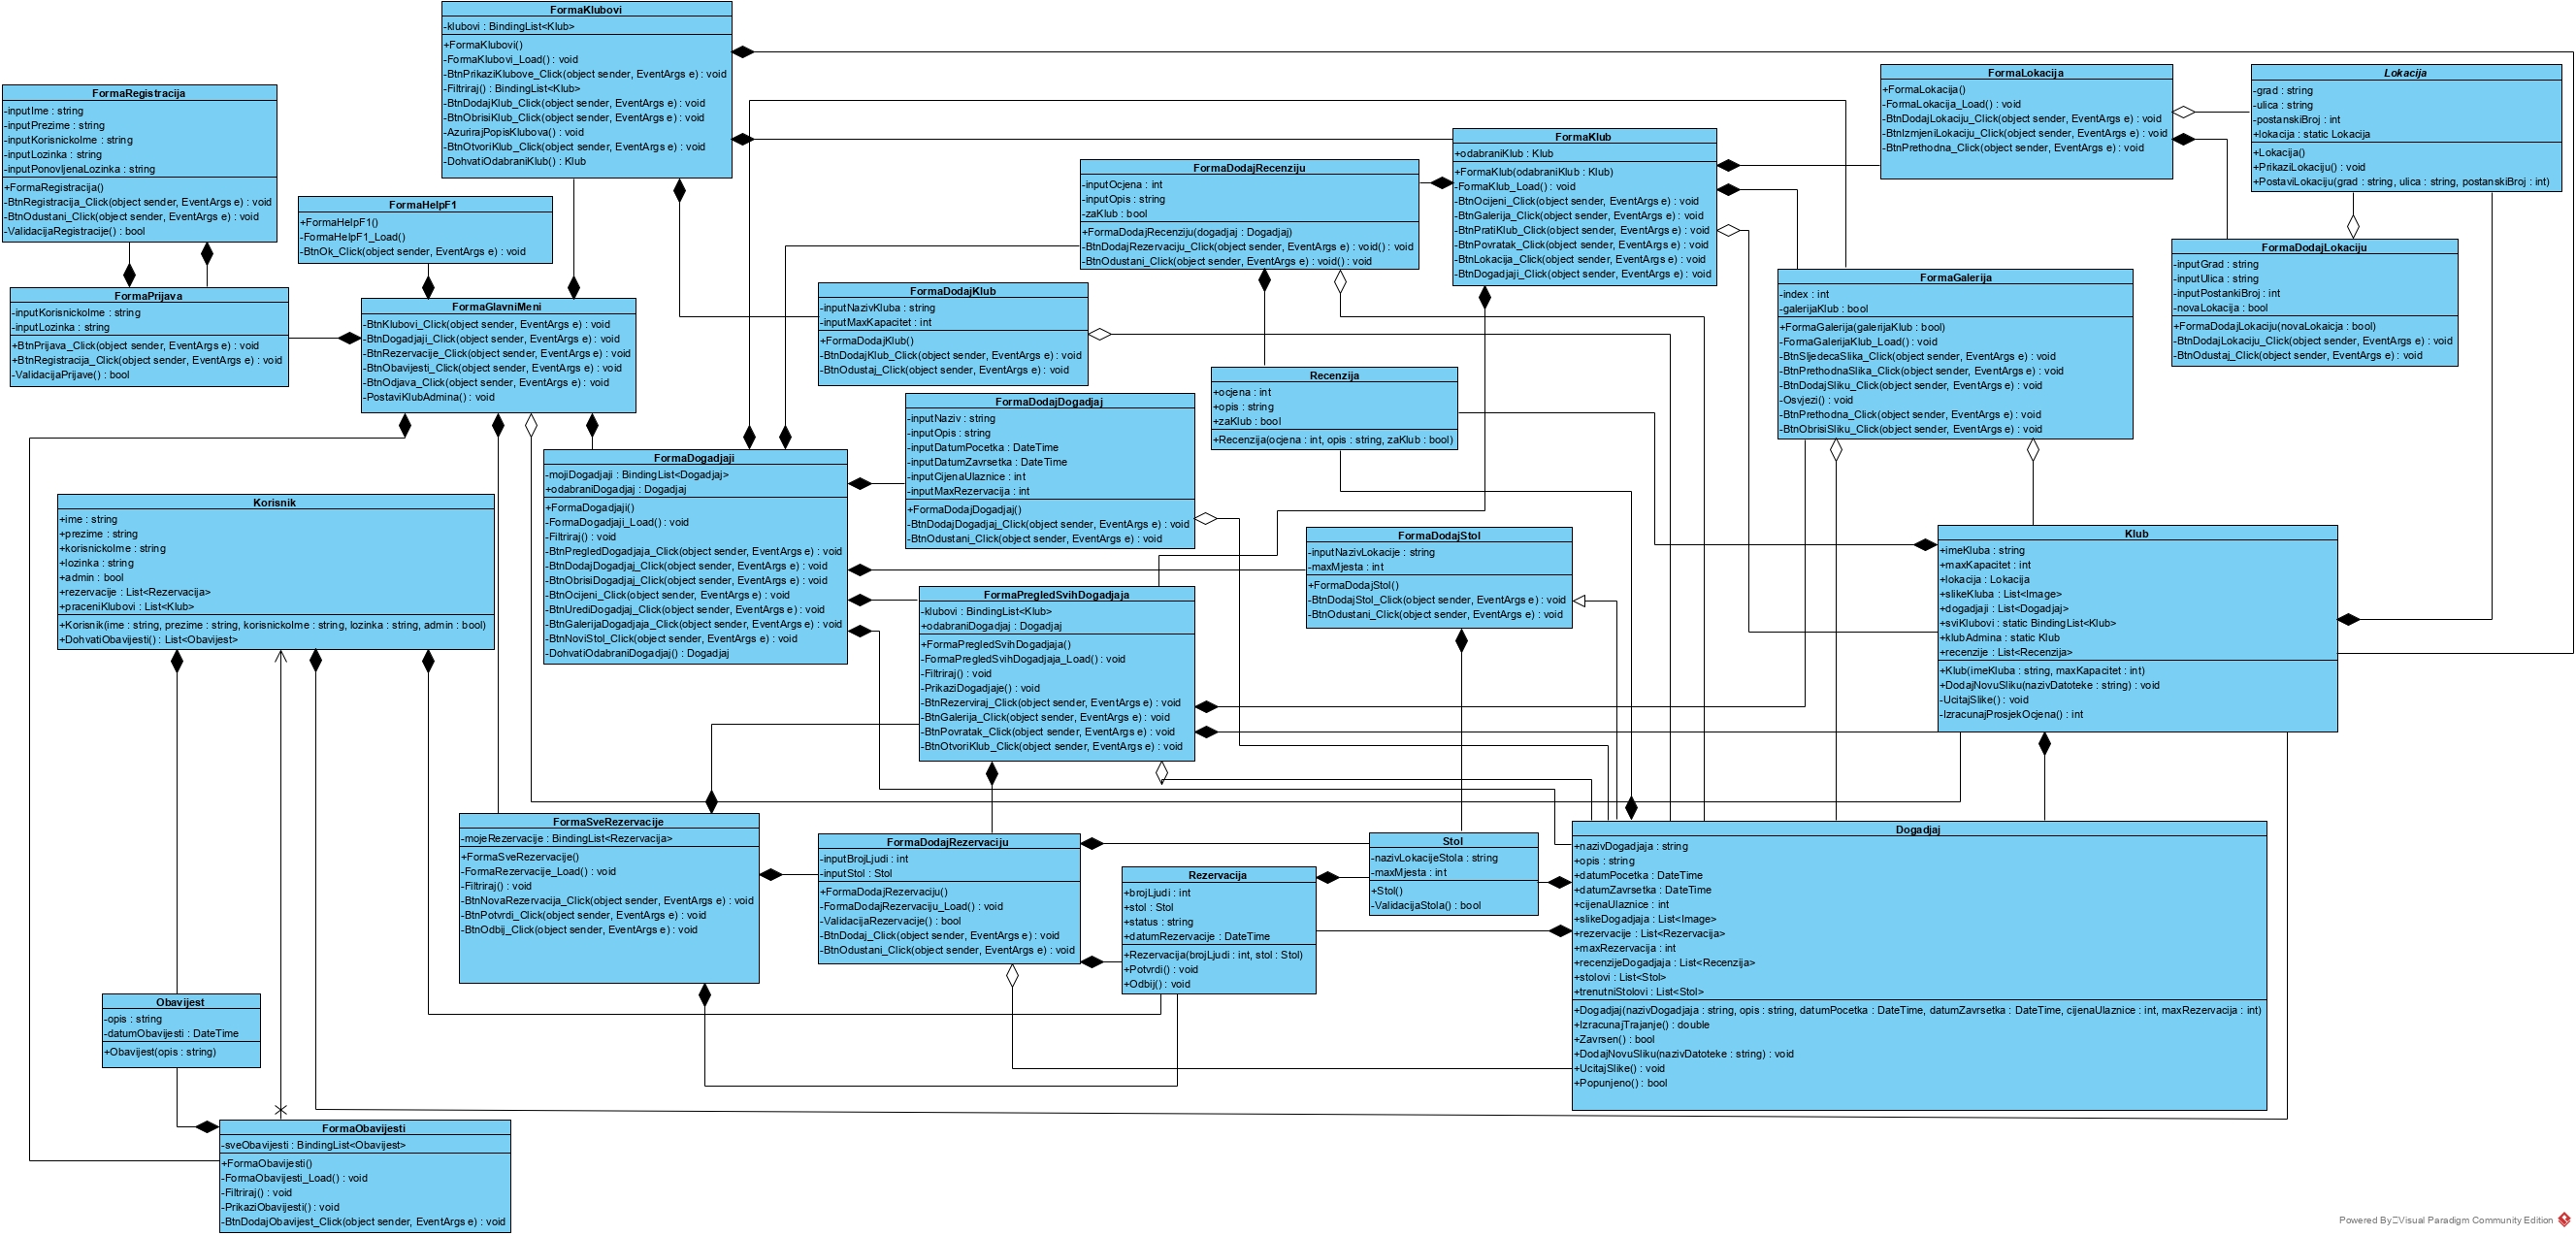 FormaKlubovi
-klubovi : BindingList<Klub>
+FormaKlubovi()
-FormaKlubovi_Load() : void
-BtnPrikaziKlubove_Click(object sender, EventArgs e) : void
-Filtriraj() : BindingList<Klub>
-BtnDodajKlub_Click(object sender, EventArgs e) : void
-BtnObrisiKlub_Click(object sender, EventArgs e) : void
-AzurirajPopisKlubova() : void
-BtnOtvoriKlub_Click(object sender, EventArgs e) : void
-DohvatiOdabraniKlub() : Klub
FormaRegistracija
-inputIme : string
-inputPrezime : string
-inputKorisnickoIme : string
-inputLozinka : string
-inputPonovljenaLozinka : string
+FormaRegistracija()
-BtnRegistracija_Click(object sender, EventArgs e) : void
-BtnOdustani_Click(object sender, EventArgs e) : void
-ValidacijaRegistracije() : bool
FormaHelpF1
+FormaHelpF1()
-FormaHelpF1_Load()
-BtnOk_Click(object sender, EventArgs e) : void
FormaPrijava
-inputKorisnickoIme : string
-inputLozinka : string
+BtnPrijava_Click(object sender, EventArgs e) : void
+BtnRegistracija_Click(object sender, EventArgs e) : void
-ValidacijaPrijave() : bool
FormaGlavniMeni
-BtnKlubovi_Click(object sender, EventArgs e) : void
-BtnDogadjaji_Click(object sender, EventArgs e) : void
-BtnRezervacije_Click(object sender, EventArgs e) : void
-BtnObavijesti_Click(object sender, EventArgs e) : void
-BtnOdjava_Click(object sender, EventArgs e) : void
-PostaviKlubAdmina() : void
FormaDodajRecenziju
-inputOcjena : int
-inputOpis : string
-zaKlub : bool
+FormaDodajRecenziju(dogadjaj : Dogadjaj)
-BtnDodajRezervaciju_Click(object sender, EventArgs e) : void() : void
-BtnOdustani_Click(object sender, EventArgs e) : void() : void
FormaKlub
+odabraniKlub : Klub
+FormaKlub(odabraniKlub : Klub)
-FormaKlub_Load() : void
-BtnOcijeni_Click(object sender, EventArgs e) : void
-BtnGalerija_Click(object sender, EventArgs e) : void
-BtnPratiKlub_Click(object sender, EventArgs e) : void
-BtnPovratak_Click(object sender, EventArgs e) : void
-BtnLokacija_Click(object sender, EventArgs e) : void
-BtnDogadjaji_Click(object sender, EventArgs e) : void
FormaLokacija
+FormaLokacija()
-FormaLokacija_Load() : void
-BtnDodajLokaciju_Click(object sender, EventArgs e) : void
-BtnIzmjeniLokaciju_Click(object sender, EventArgs e) : void
-BtnPrethodna_Click(object sender, EventArgs e) : void
Lokacija
-grad : string
-ulica : string
-postanskiBroj : int
+lokacija : static Lokacija
+Lokacija()
+PrikaziLokaciju() : void
+PostaviLokaciju(grad : string, ulica : string, postanskiBroj : int)
FormaDodajLokaciju
-inputGrad : string
-inputUlica : string
-inputPostankiBroj : int
-novaLokacija : bool
+FormaDodajLokaciju(novaLokaicja : bool)
-BtnDodajLokaciju_Click(object sender, EventArgs e) : void
-BtnOdustaj_Click(object sender, EventArgs e) : void
FormaGalerija
-index : int
-galerijaKlub : bool
+FormaGalerija(galerijaKlub : bool)
-FormaGalerijaKlub_Load() : void
-BtnSljedecaSlika_Click(object sender, EventArgs e) : void
-BtnPrethodnaSlika_Click(object sender, EventArgs e) : void
-BtnDodajSliku_Click(object sender, EventArgs e) : void
-Osvjezi() : void
-BtnPrethodna_Click(object sender, EventArgs e) : void
-BtnObrisiSliku_Click(object sender, EventArgs e) : void
FormaDodajKlub
-inputNazivKluba : string
-inputMaxKapacitet : int
+FormaDodajKlub()
-BtnDodajKlub_Click(object sender, EventArgs e) : void
-BtnOdustaj_Click(object sender, EventArgs e) : void
Recenzija
+ocjena : int
+opis : string
+zaKlub : bool
+Recenzija(ocjena : int, opis : string, zaKlub : bool)
FormaDodajDogadjaj
-inputNaziv : string
-inputOpis : string
-inputDatumPocetka : DateTime
-inputDatumZavrsetka : DateTime
-inputCijenaUlaznice : int
-inputMaxRezervacija : int
+FormaDodajDogadjaj()
-BtnDodajDogadjaj_Click(object sender, EventArgs e) : void
-BtnOdustani_Click(object sender, EventArgs e) : void
FormaDogadjaji
-mojiDogadjaji : BindingList<Dogadjaj>
+odabraniDogadjaj : Dogadjaj
+FormaDogadjaji()
-FormaDogadjaji_Load() : void
-Filtriraj() : void
-BtnPregledDogadjaja_Click(object sender, EventArgs e) : void
-BtnDodajDogadjaj_Click(object sender, EventArgs e) : void
-BtnObrisiDogadjaj_Click(object sender, EventArgs e) : void
-BtnOcijeni_Click(object sender, EventArgs e) : void
-BtnUrediDogadjaj_Click(object sender, EventArgs e) : void
-BtnGalerijaDogadjaj_Click(object sender, EventArgs e) : void
-BtnNoviStol_Click(object sender, EventArgs e) : void
-DohvatiOdabraniDogadjaj() : Dogadjaj
Korisnik
+ime : string
+prezime : string
+korisnickoIme : string
+lozinka : string
+admin : bool
+rezervacije : List<Rezervacija>
+praceniKlubovi : List<Klub>
+Korisnik(ime : string, prezime : string, korisnickoIme : string, lozinka : string, admin : bool)
+DohvatiObavijesti() : List<Obavijest>
FormaDodajStol
-inputNazivLokacije : string
-maxMjesta : int
+FormaDodajStol()
-BtnDodajStol_Click(object sender, EventArgs e) : void
-BtnOdustani_Click(object sender, EventArgs e) : void
Klub
+imeKluba : string
+maxKapacitet : int
+lokacija : Lokacija
+slikeKluba : List<Image>
+dogadjaji : List<Dogadjaj>
+sviKlubovi : static BindingList<Klub>
+klubAdmina : static Klub
+recenzije : List<Recenzija>
+Klub(imeKluba : string, maxKapacitet : int)
+DodajNovuSliku(nazivDatoteke : string) : void
-UcitajSlike() : void
-IzracunajProsjekOcjena() : int
FormaPregledSvihDogadjaja
-klubovi : BindingList<Klub>
+odabraniDogadjaj : Dogadjaj
+FormaPregledSvihDogadjaja()
-FormaPregledSvihDogadjaja_Load() : void
-Filtriraj() : void
-PrikaziDogadjaje() : void
-BtnRezerviraj_Click(object sender, EventArgs e) : void
-BtnGalerija_Click(object sender, EventArgs e) : void
-BtnPovratak_Click(object sender, EventArgs e) : void
-BtnOtvoriKlub_Click(object sender, EventArgs e) : void
FormaSveRezervacije
-mojeRezervacije : BindingList<Rezervacija>
+FormaSveRezervacije()
-FormaRezervacije_Load() : void
-Filtriraj() : void
-BtnNovaRezervacija_Click(object sender, EventArgs e) : void
-BtnPotvrdi_Click(object sender, EventArgs e) : void
-BtnOdbij_Click(object sender, EventArgs e) : void
FormaDodajRezervaciju
-inputBrojLjudi : int
-inputStol : Stol
+FormaDodajRezervaciju()
-FormaDodajRezervaciju_Load() : void
-ValidacijaRezervacije() : bool
-BtnDodaj_Click(object sender, EventArgs e) : void
-BtnOdustani_Click(object sender, EventArgs e) : void
Rezervacija
+brojLjudi : int
+stol : Stol
+status : string
+datumRezervacije : DateTime
+Rezervacija(brojLjudi : int, stol : Stol)
+Potvrdi() : void
+Odbij() : void
Stol
-nazivLokacijeStola : string
-maxMjesta : int
+Stol()
-ValidacijaStola() : bool
Dogadjaj
+nazivDogadjaja : string
+opis : string
+datumPocetka : DateTime
+datumZavrsetka : DateTime
+cijenaUlaznice : int
+slikeDogadjaja : List<Image>
+rezervacije : List<Rezervacija>
+maxRezervacija : int
+recenzijeDogadjaja : List<Recenzija>
+stolovi : List<Stol>
+trenutniStolovi : List<Stol>
+Dogadjaj(nazivDogadjaja : string, opis : string, datumPocetka : DateTime, datumZavrsetka : DateTime, cijenaUlaznice : int, maxRezervacija : int)
+IzracunajTrajanje() : double
+Zavrsen() : bool
+DodajNovuSliku(nazivDatoteke : string) : void
+UcitajSlike() : void
+Popunjeno() : bool
Obavijest
-opis : string
-datumObavijesti : DateTime
+Obavijest(opis : string)
FormaObavijesti
-sveObavijesti : BindingList<Obavijest>
+FormaObavijesti()
-FormaObavijesti_Load() : void
-Filtriraj() : void
-PrikaziObavijesti() : void
-BtnDodajObavijest_Click(object sender, EventArgs e) : void
Powered By Visual Paradigm Community Edition